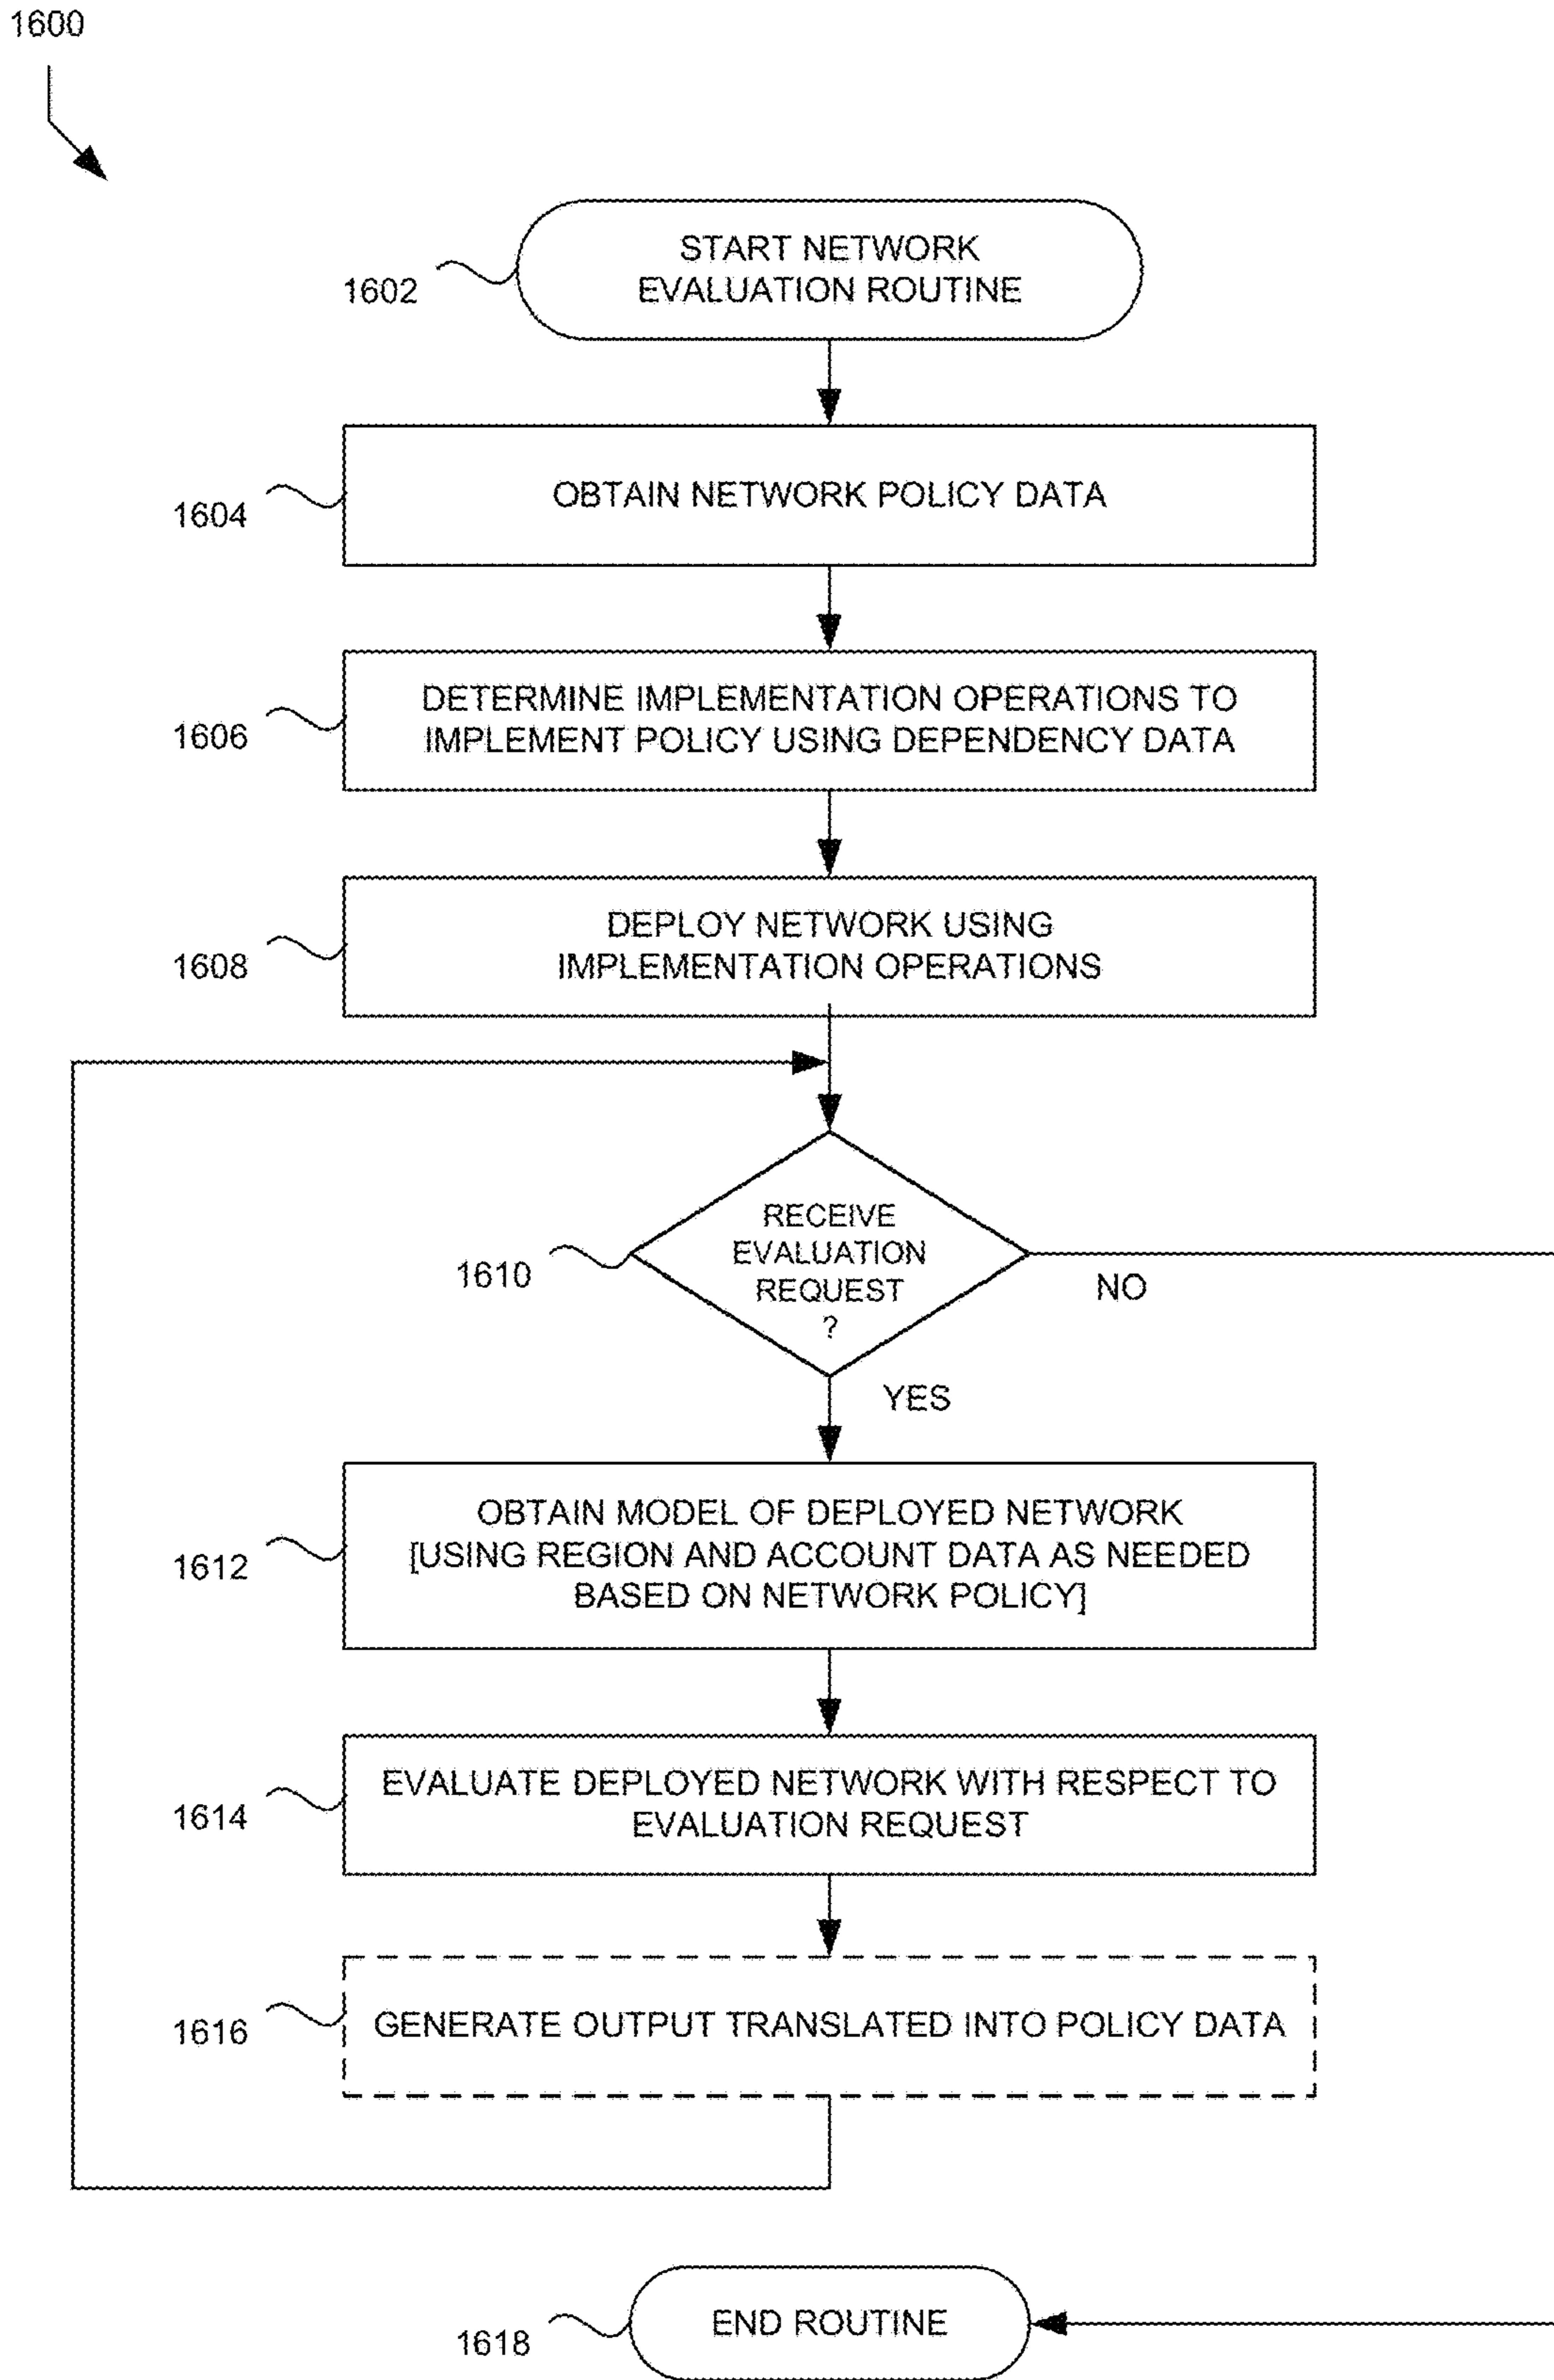 1600
START NETWORK
EVALUATION ROUTINE
1602
OBTAIN NETWORK POLICY DATA
1604
DETERMINE IMPLEMENTATION OPERATIONS TO
IMPLEMENT POLICY USING DEPENDENCY DATA
1606
DEPLOY NETWORK USING
IMPLEMENTATION OPERATIONS
1608
RECEIVE
EVALUATION
REQUEST
?
1610
NO
YES
OBTAIN MODEL OF DEPLOYED NETWORK
[USING REGION AND ACCOUNT DATA AS NEEDED
BASED ON NETWORK POLICY]
1612
EVALUATE DEPLOYED NETWORK WITH RESPECT TO
EVALUATION REQUEST
1614
GENERATE OUTPUT TRANSLATED INTO POLICY DATA
1616
END ROUTINE
1618